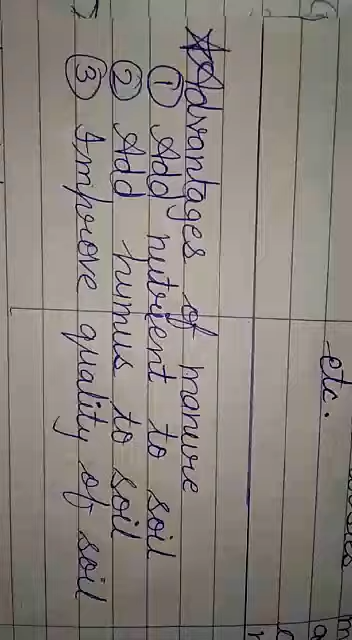 etc.
*Advantages of manure
① Add nutrient to soil
② Add humus to soil
③ Improve quality of soil